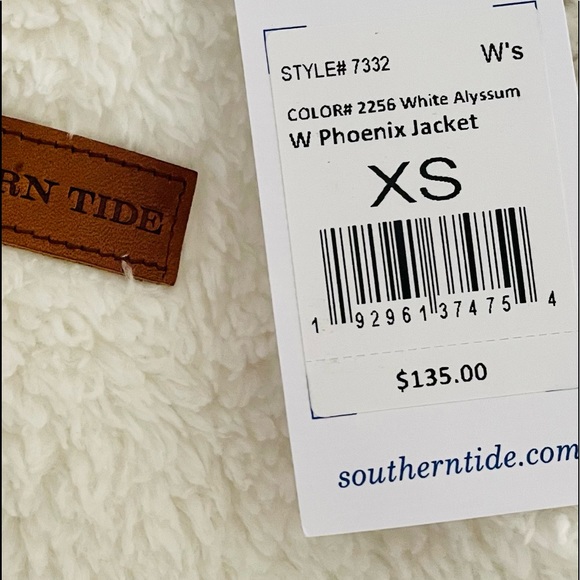 RN TIDE
STYLE# 7332
W's
COLOR# 2256 White Alyssum
W Phoenix Jacket
XS
1 92961 37475 4
$135.00
southerntide.com